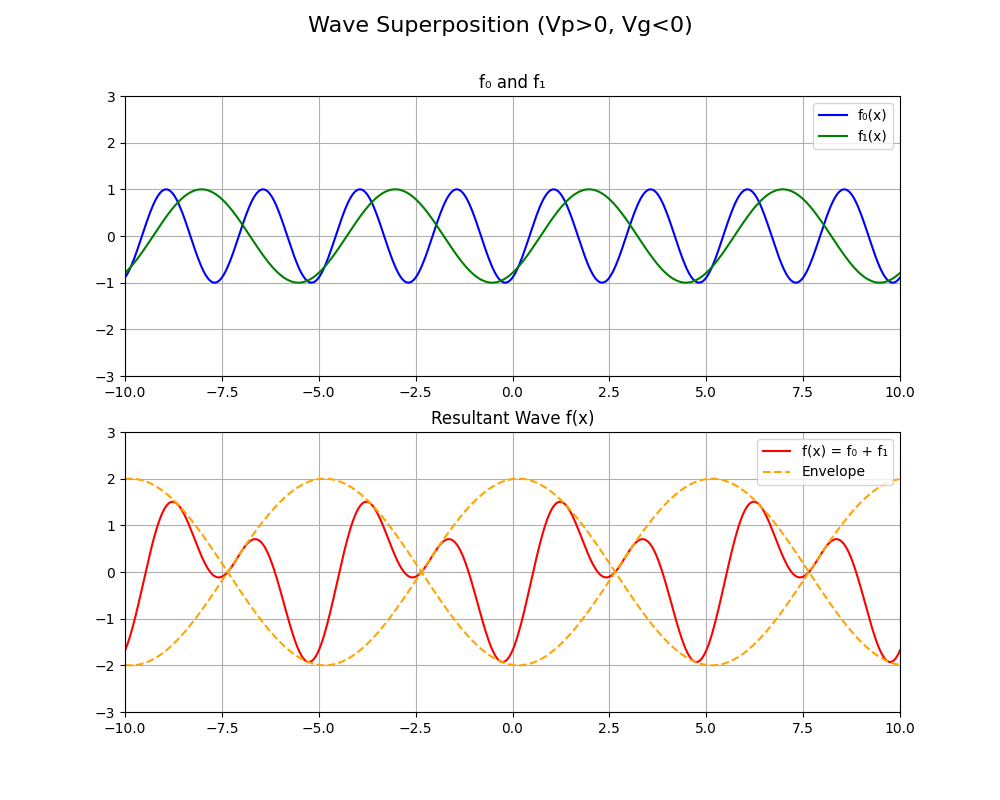 Wave Superposition (Vp>0, Vg<0)
f₀ and f₁
3
2
1
0
−1
−2
−3
f₀(x)
f₁(x)
−10.0 −7.5 −5.0 −2.5 0.0 2.5 5.0 7.5 10.0
Resultant Wave f(x)
3
2
1
0
−1
−2
−3
f(x) = f₀ + f₁
Envelope
−10.0 −7.5 −5.0 −2.5 0.0 2.5 5.0 7.5 10.0